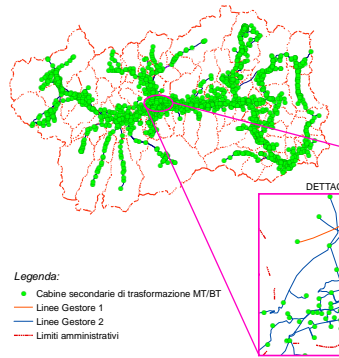 DETTAG
Legenda:
Cabine secondarie di trasformazione MT/BT
Linee Gestore 1
Linee Gestore 2
Limiti amministrativi